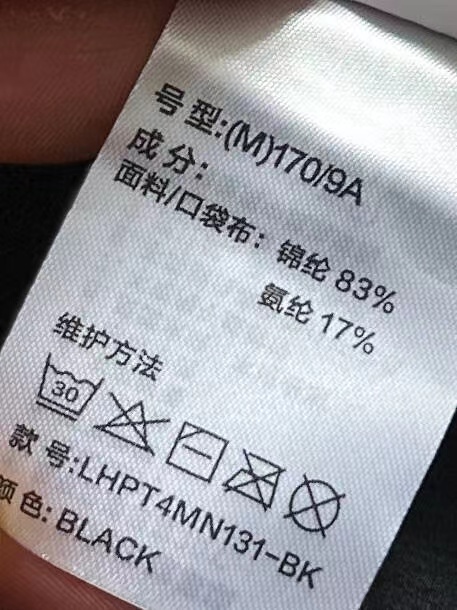 号 型:(M)170/9A
成 分:
面料/口袋布: 锦纶 83%
氨纶 17%
维护方法
30
款 号:LHPT4MN131-BK
颜 色: BLACK